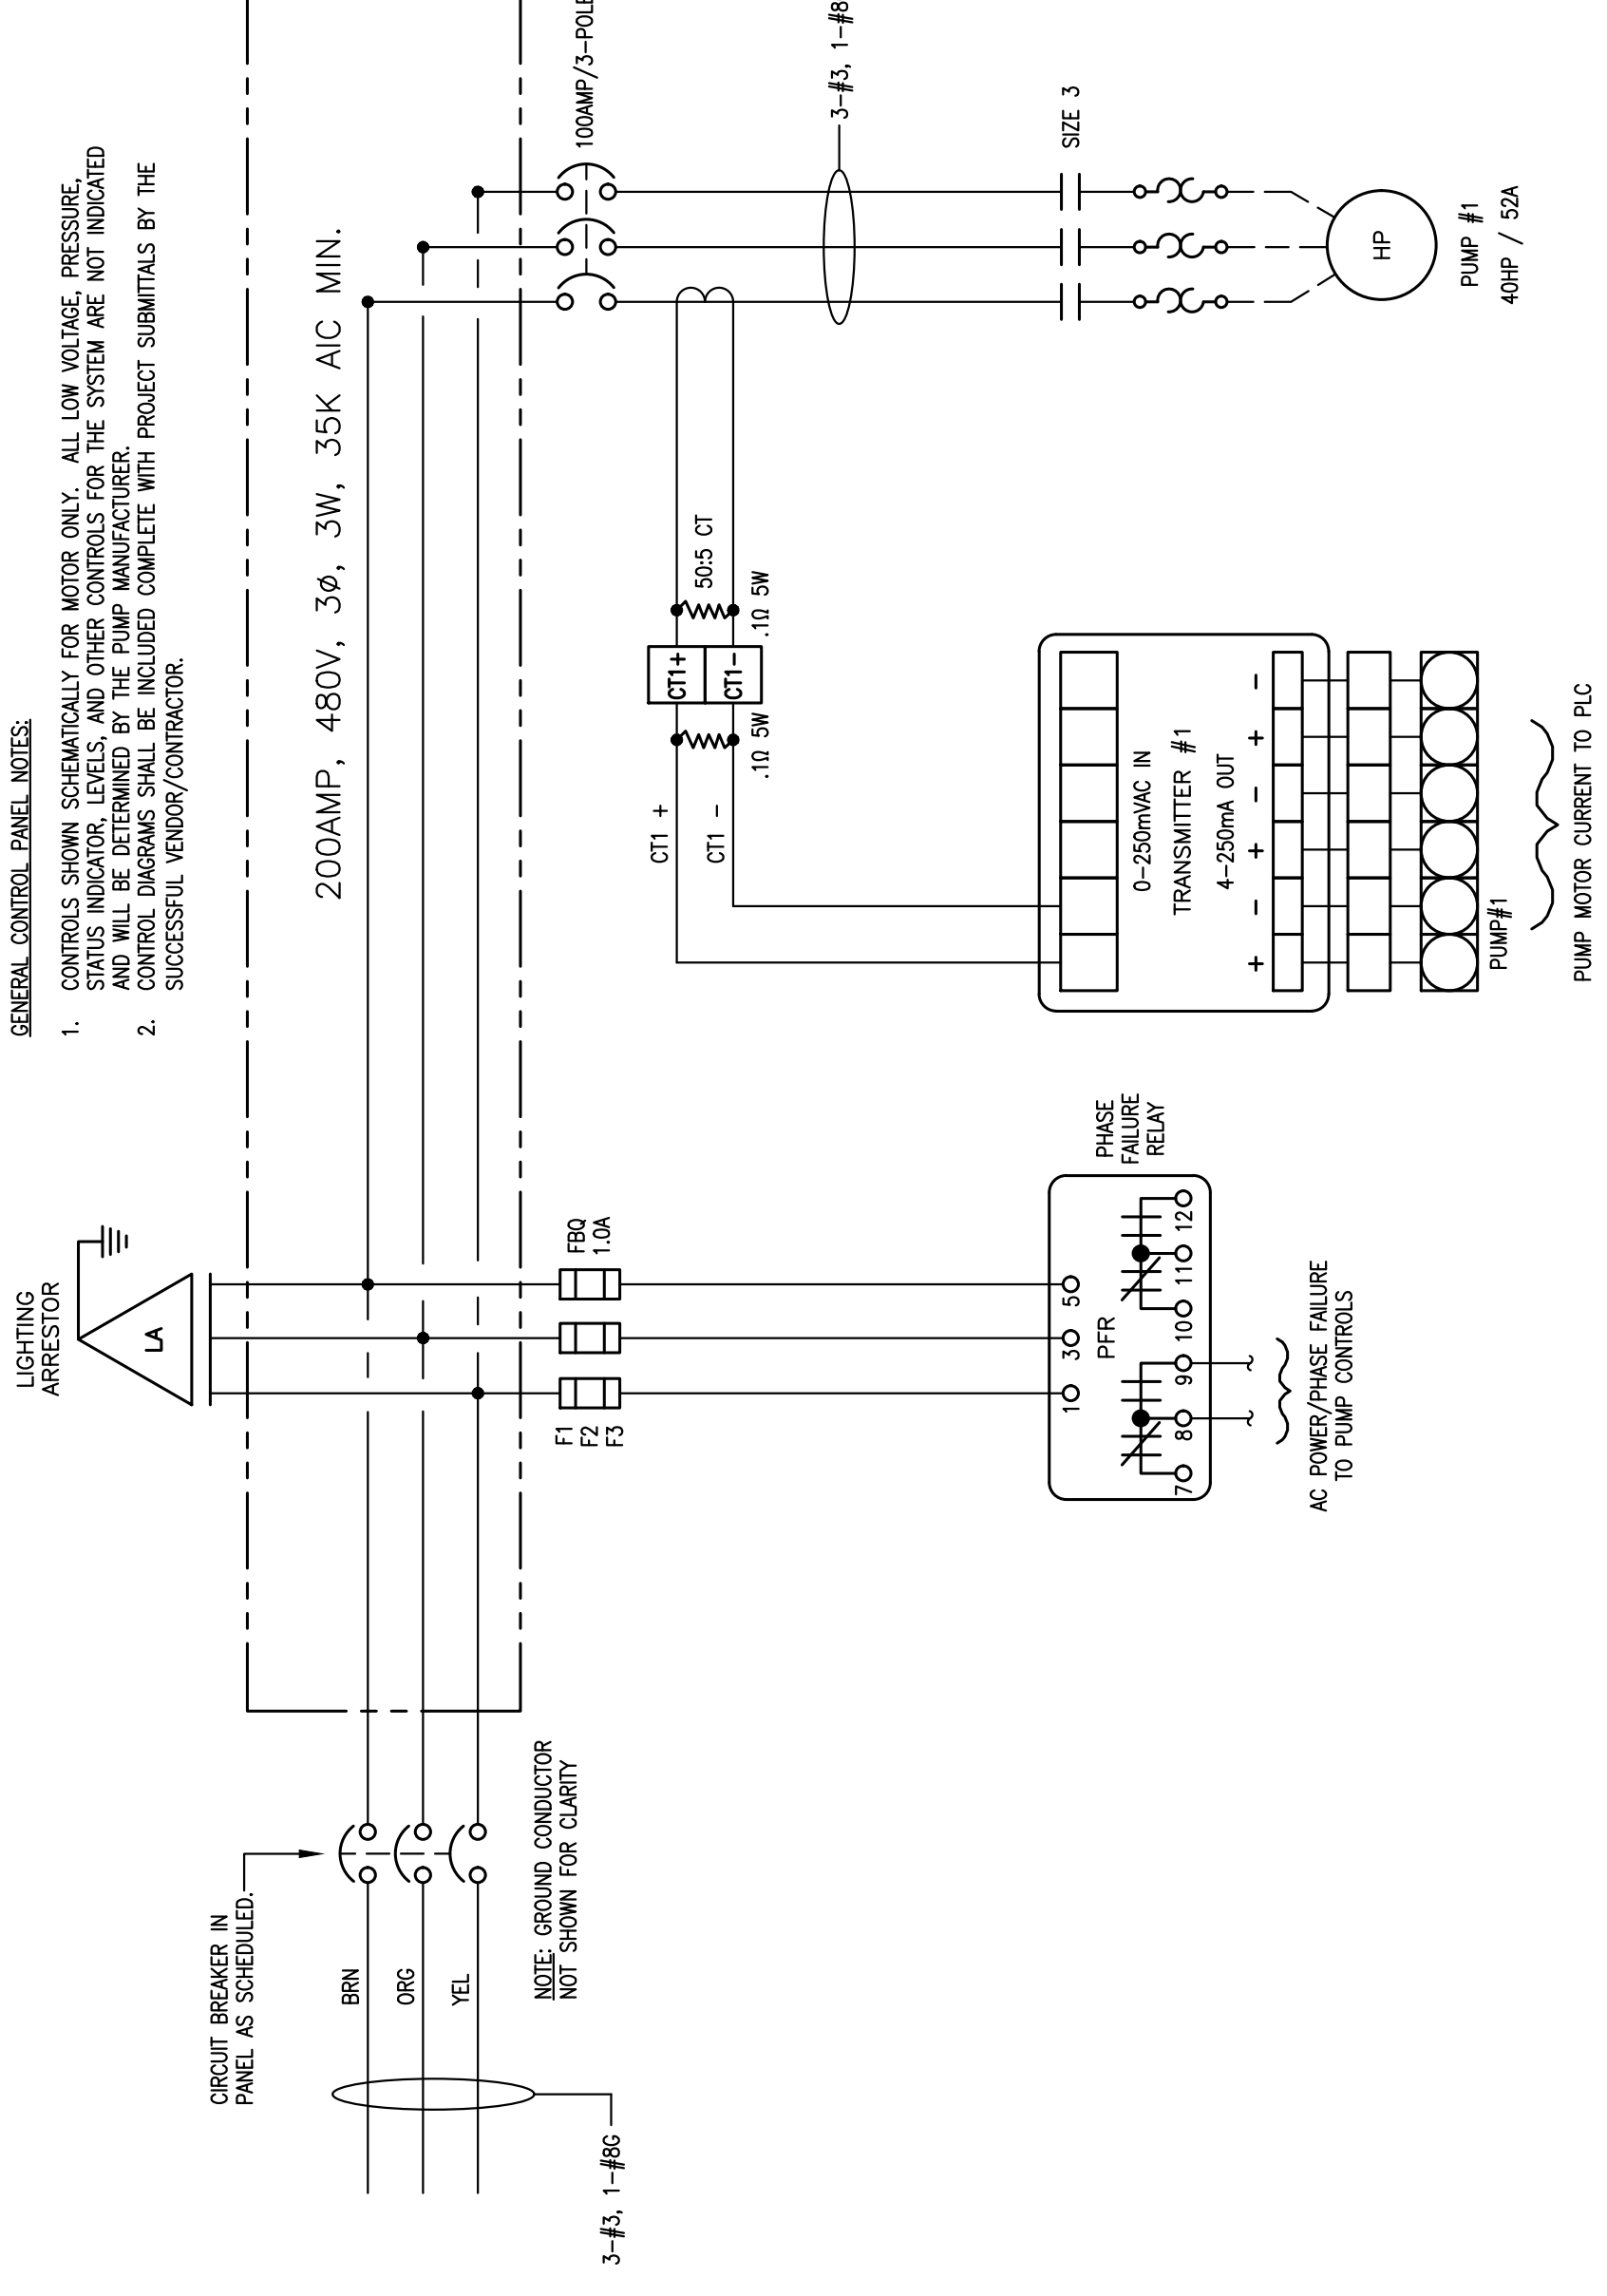 GENERAL CONTROL PANEL NOTES:
1. CONTROLS SHOWN SCHEMATICALLY FOR MOTOR ONLY. ALL LOW VOLTAGE, PRESSURE,
STATUS INDICATOR, LEVELS, AND OTHER CONTROLS FOR THE SYSTEM ARE NOT INDICATED
AND WILL BE DETERMINED BY THE PUMP MANUFACTURER.
2. CONTROL DIAGRAMS SHALL BE INCLUDED COMPLETE WITH PROJECT SUBMITTALS BY THE
SUCCESSFUL VENDOR/CONTRACTOR.
LIGHTING
ARRESTOR
LA
CIRCUIT BREAKER IN
PANEL AS SCHEDULED.
200AMP, 480V, 3Ø, 3W, 35K AIC MIN.
BRN
ORG
YEL
NOTE: GROUND CONDUCTOR
NOT SHOWN FOR CLARITY
3-#3, 1-#8G
F1
F2
F3
FBQ
1.0A
100AMP/3-POLE
CT1 +
CT1 -
CT1+
CT1-
50:5 CT
.1Ω 5W
.1Ω 5W
3-#3, 1-#8
SIZE 3
1
3
5
PFR
7
8
9
10
11
12
PHASE
FAILURE
RELAY
AC POWER/PHASE FAILURE
TO PUMP CONTROLS
0-250mVAC IN
TRANSMITTER #1
4-250mA OUT
+ - + - + -
PUMP#1
PUMP MOTOR CURRENT TO PLC
HP
PUMP #1
40HP / 52A